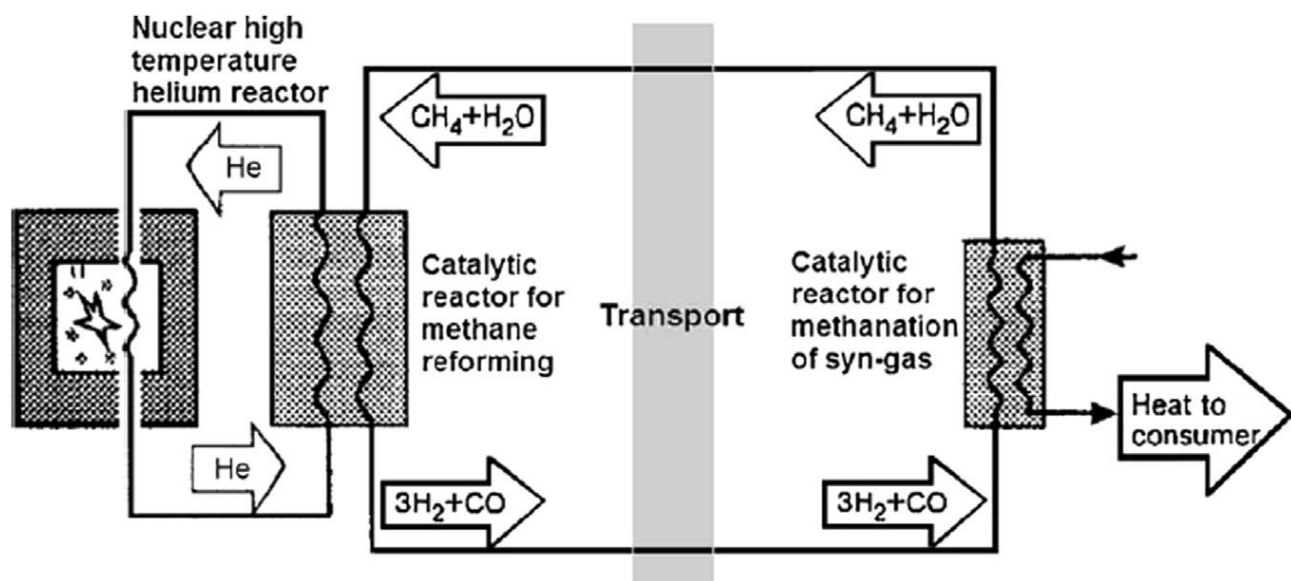 Nuclear high
temperature
helium reactor
He
He
CH₄+H₂O
CH₄+H₂O
Catalytic
reactor for
methane
reforming
Transport
Catalytic
reactor for
methanation
of syn-gas
Heat to
consumer
3H₂+CO
3H₂+CO